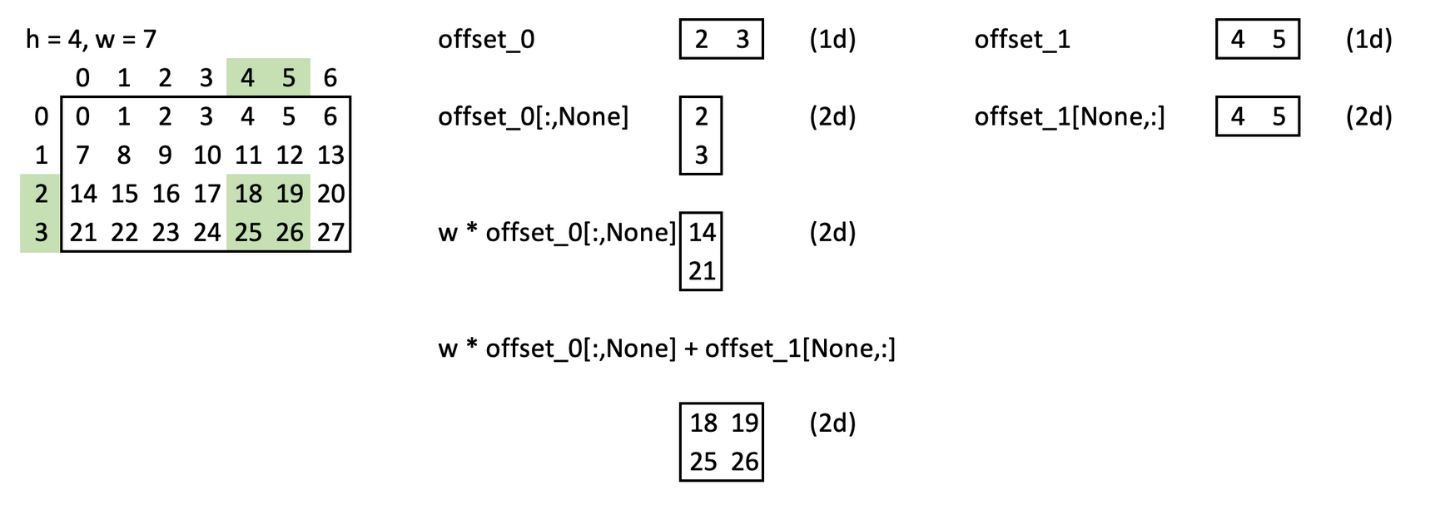 h = 4, w = 7
0 1 2 3 4 5 6
0 0 1 2 3 4 5 6
1 7 8 9 10 11 12 13
2 14 15 16 17 18 19 20
3 21 22 23 24 25 26 27
offset_0 2 3 (1d)
offset_0[:,None] 2 (2d)
3
w * offset_0[:,None] 14 (2d)
21
w * offset_0[:,None] + offset_1[None,:]
18 19 (2d)
25 26
offset_1 4 5 (1d)
offset_1[None,:] 4 5 (2d)